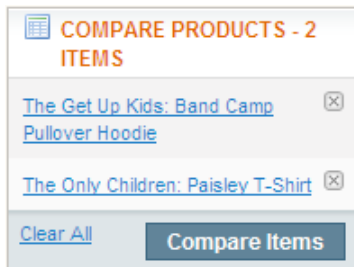 COMPARE PRODUCTS - 2
ITEMS
The Get Up Kids: Band Camp
Pullover Hoodie
The Only Children: Paisley T-Shirt
Clear All
Compare Items